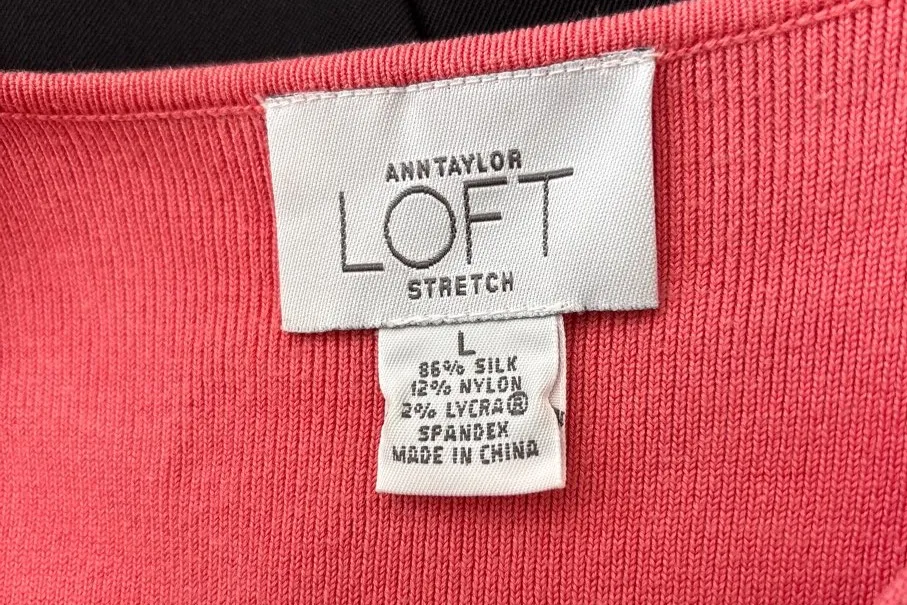 ANNTAYLOR
LOFT
STRETCH
L
86% SILK
12% NYLON
2% LYCRA®
SPANDEX
MADE IN CHINA